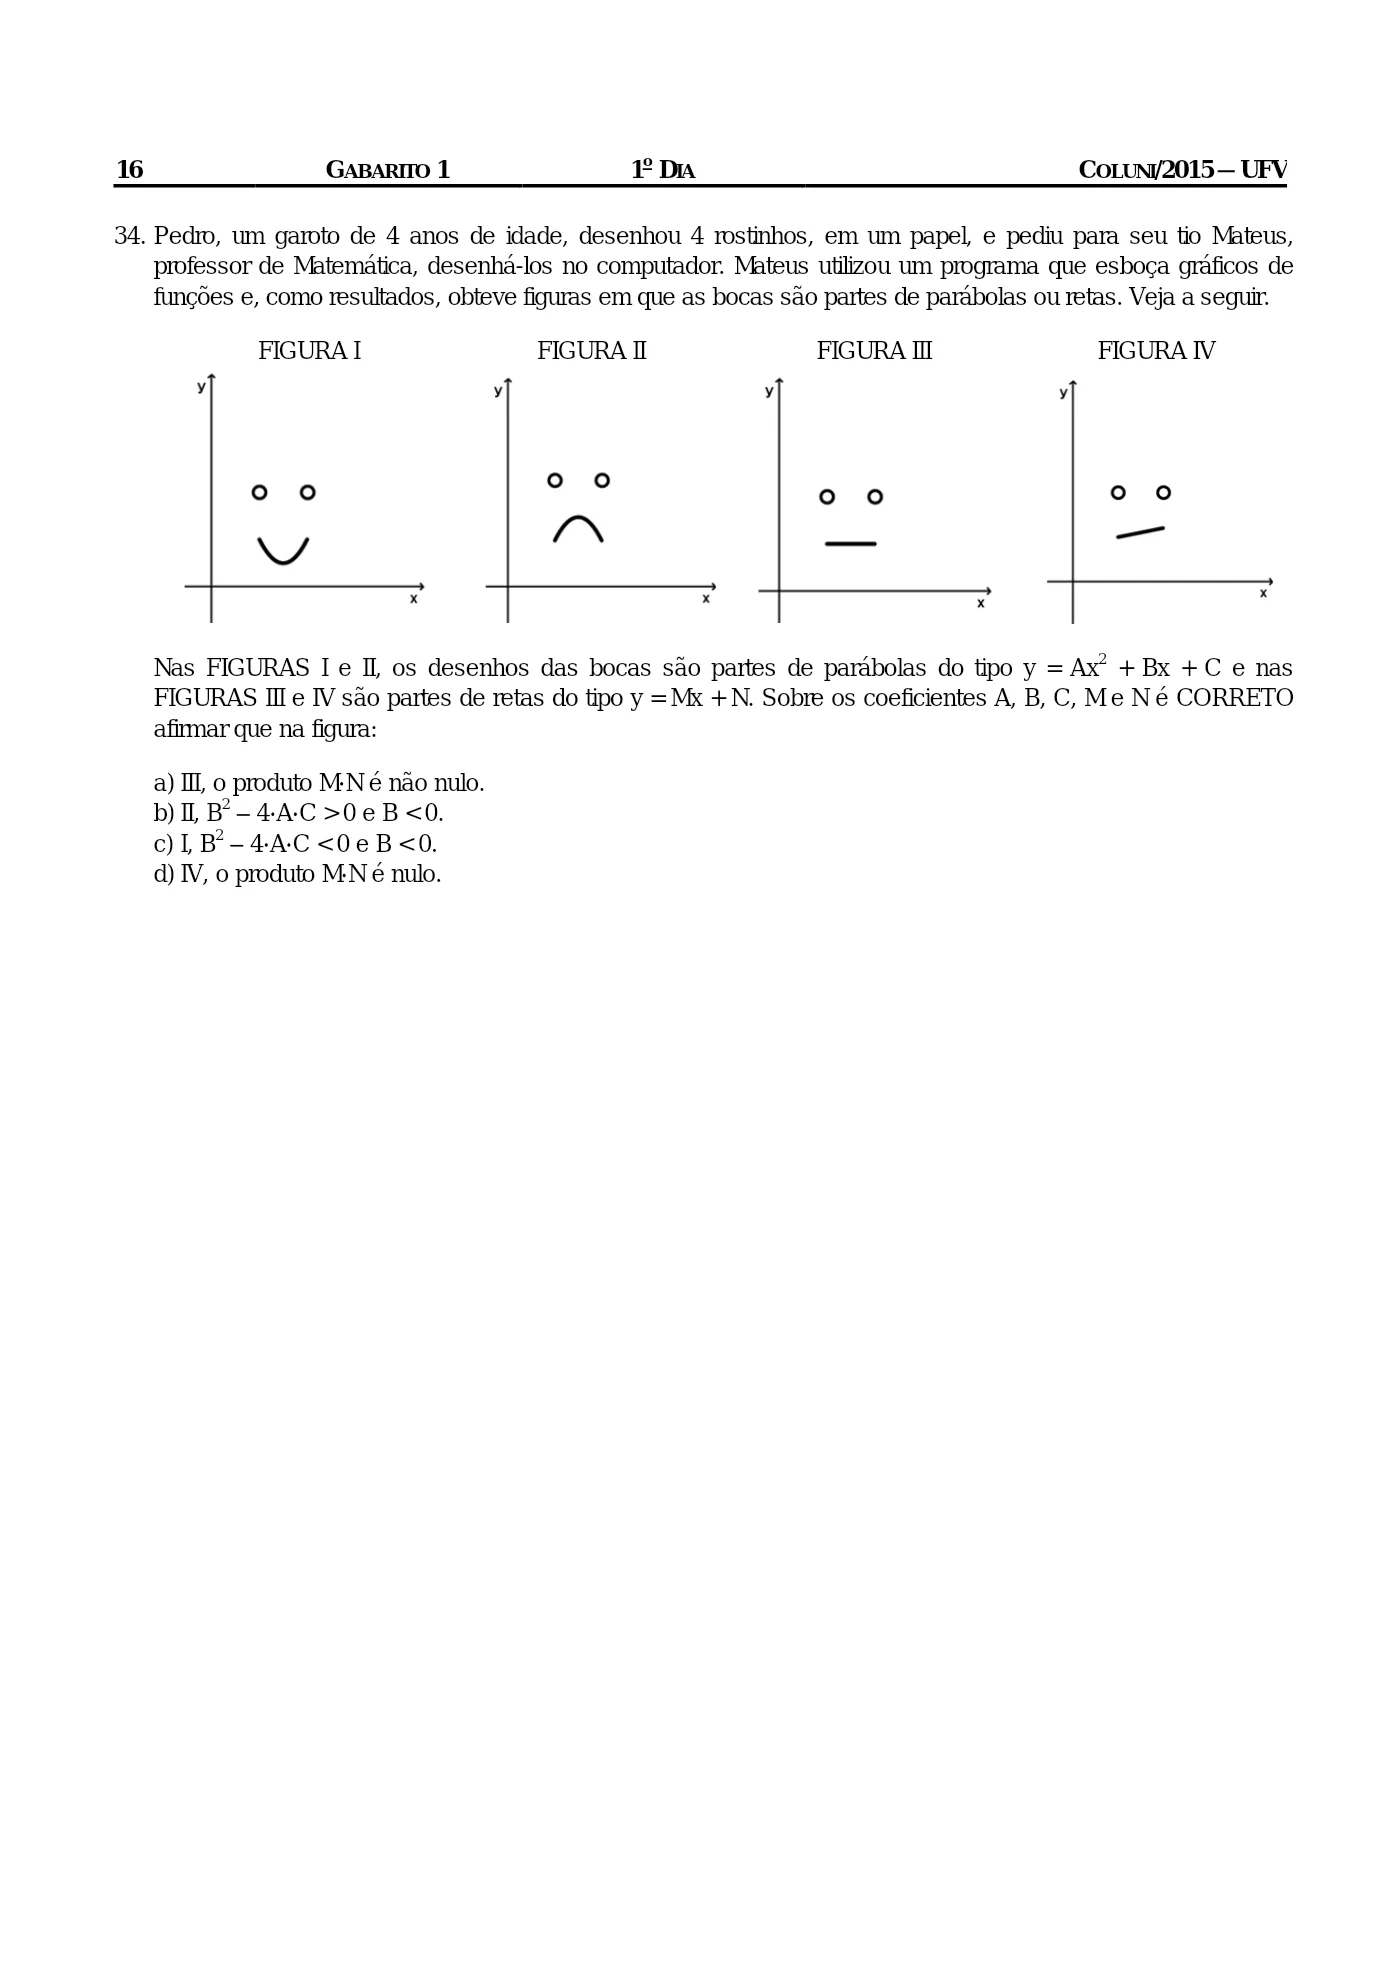 16 GABARITO 1 1º DIA COLUNI/2015 – UFV
34. Pedro, um garoto de 4 anos de idade, desenhou 4 rostinhos, em um papel, e pediu para seu tio Mateus,
professor de Matemática, desenhá-los no computador. Mateus utilizou um programa que esboça gráficos de
funções e, como resultados, obteve figuras em que as bocas são partes de parábolas ou retas. Veja a seguir.
FIGURA I FIGURA II FIGURA III FIGURA IV
y y y y
x x x x
Nas FIGURAS I e II, os desenhos das bocas são partes de parábolas do tipo y = Ax² + Bx + C e nas
FIGURAS III e IV são partes de retas do tipo y = Mx + N. Sobre os coeficientes A, B, C, M e N é CORRETO
afirmar que na figura:
a) III, o produto M·N é não nulo.
b) II, B² – 4·A·C > 0 e B < 0.
c) I, B² – 4·A·C < 0 e B < 0.
d) IV, o produto M·N é nulo.